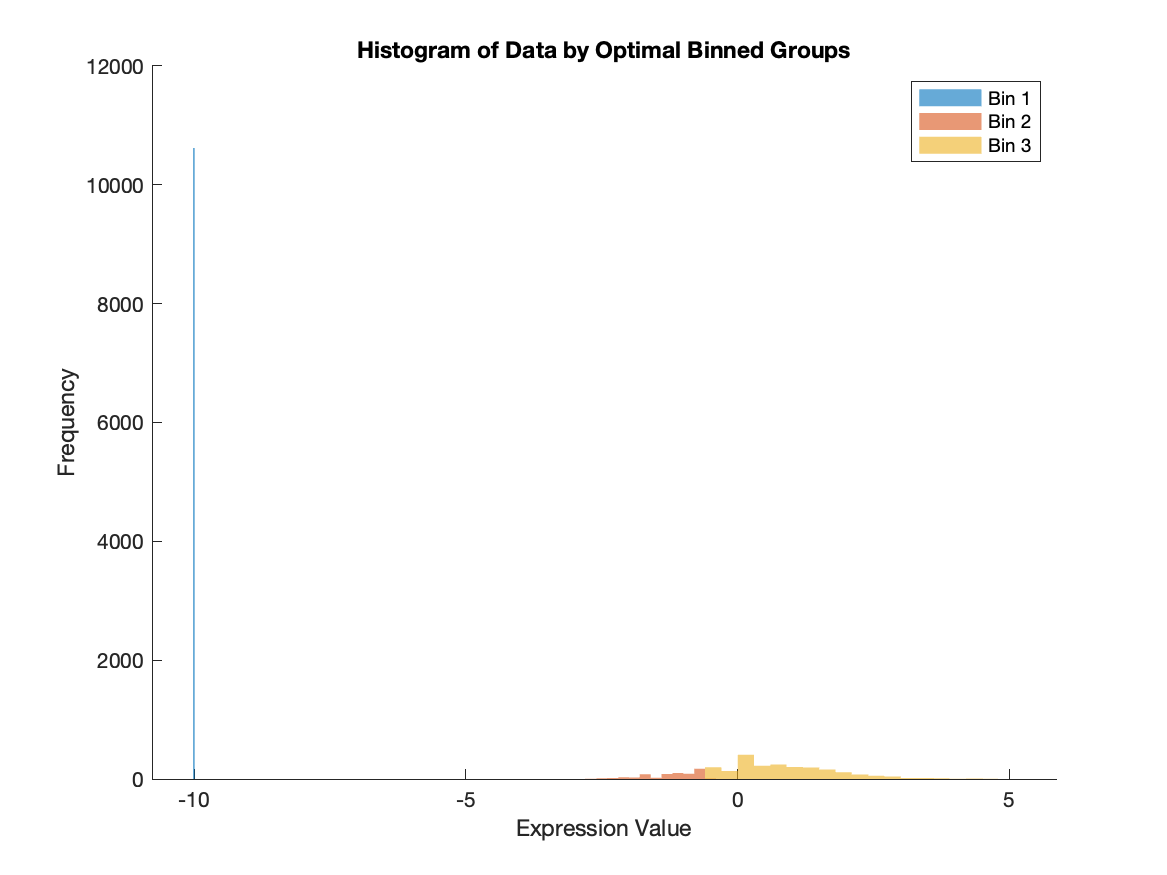 Histogram of Data by Optimal Binned Groups
12000
10000
8000
6000
4000
2000
0
Frequency
Bin 1
Bin 2
Bin 3
-10
-5
0
5
Expression Value